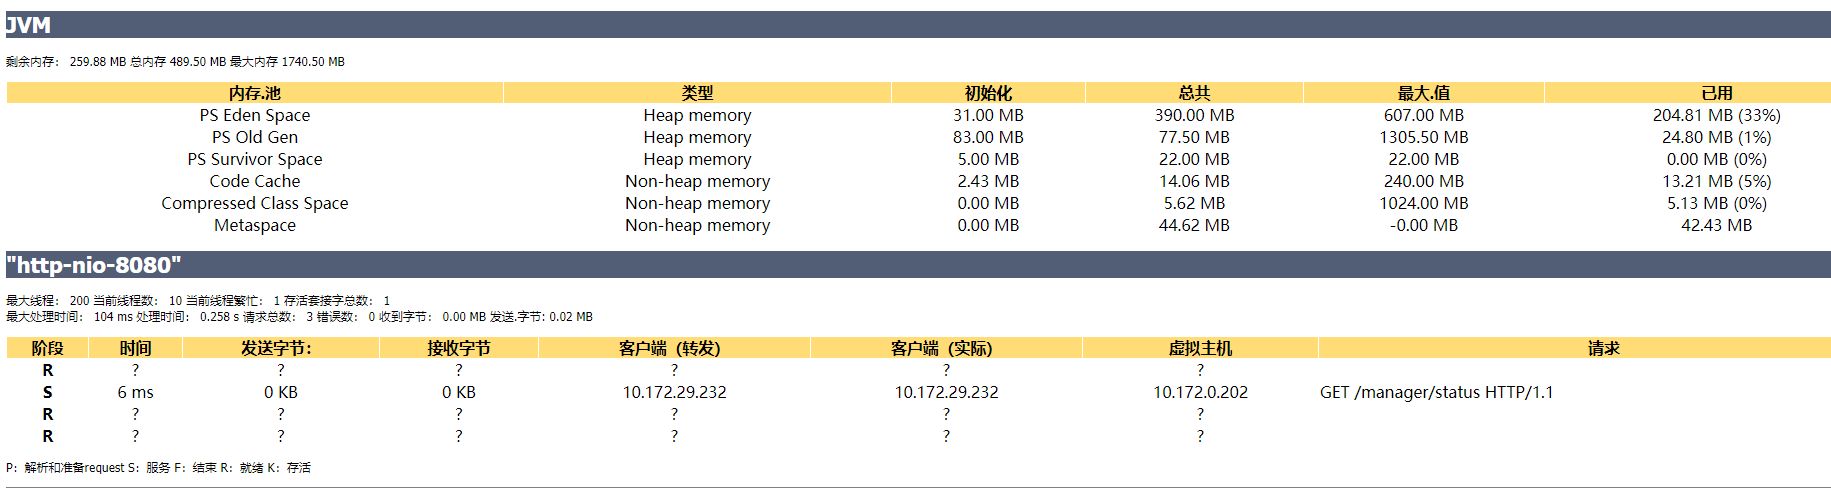 JVM
剩余内存： 259.88 MB 总内存 489.50 MB 最大内存 1740.50 MB
内存.池 类型 初始化 总共 最大.值 已用
PS Eden Space Heap memory 31.00 MB 390.00 MB 607.00 MB 204.81 MB (33%)
PS Old Gen Heap memory 83.00 MB 77.50 MB 1305.50 MB 24.80 MB (1%)
PS Survivor Space Heap memory 5.00 MB 22.00 MB 22.00 MB 0.00 MB (0%)
Code Cache Non-heap memory 2.43 MB 14.06 MB 240.00 MB 13.21 MB (5%)
Compressed Class Space Non-heap memory 0.00 MB 5.62 MB 1024.00 MB 5.13 MB (0%)
Metaspace Non-heap memory 0.00 MB 44.62 MB -0.00 MB 42.43 MB
"http-nio-8080"
最大线程： 200 当前线程数： 10 当前线程繁忙： 1 存活套接字总数： 1
最大处理时间： 104 ms 处理时间： 0.258 s 请求总数： 3 错误数： 0 收到字节： 0.00 MB 发送.字节: 0.02 MB
阶段 时间 发送字节： 接收字节 客户端（转发） 客户端（实际） 虚拟主机 请求
R ? ? ? ? ? ?
S 6 ms 0 KB 0 KB 10.172.29.232 10.172.29.232 10.172.0.202 GET /manager/status HTTP/1.1
R ? ? ? ? ? ?
R ? ? ? ? ? ?
P：解析和准备request S：服务 F：结束 R：就绪 K：存活